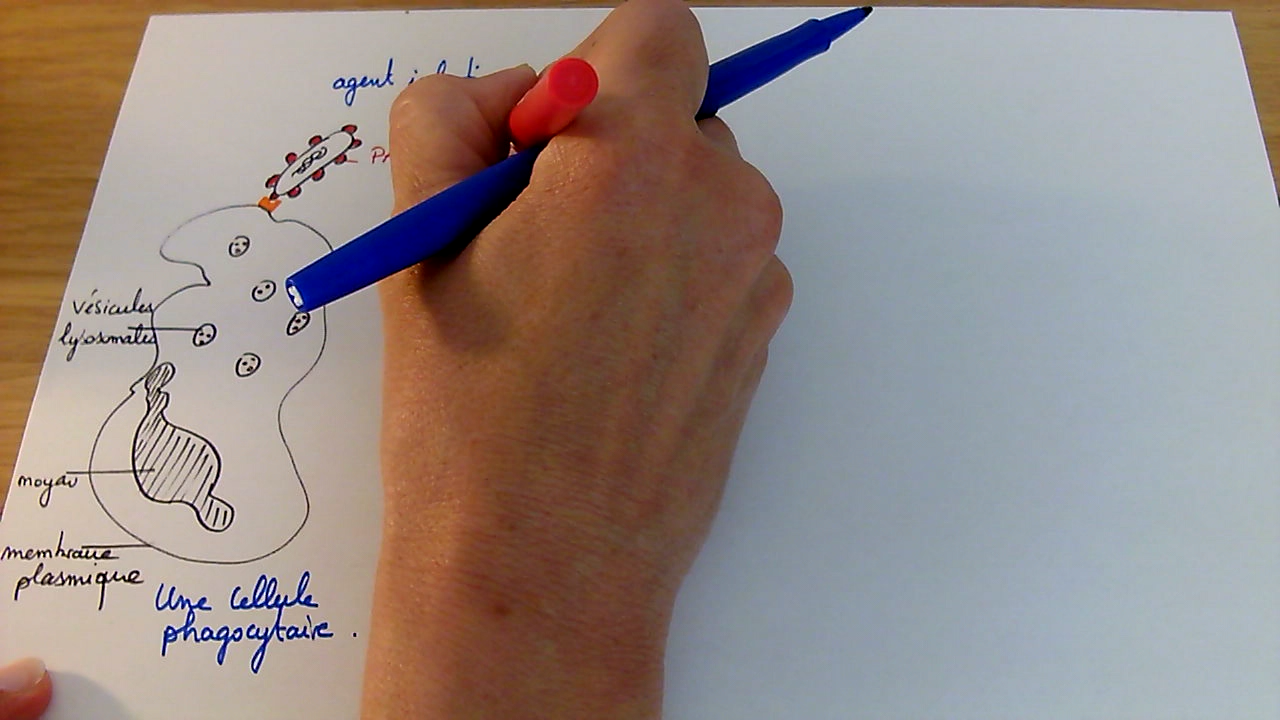 agent
vésicules
lysosomales
noyau
membrane
plasmique
Une cellule
phagocytaire.